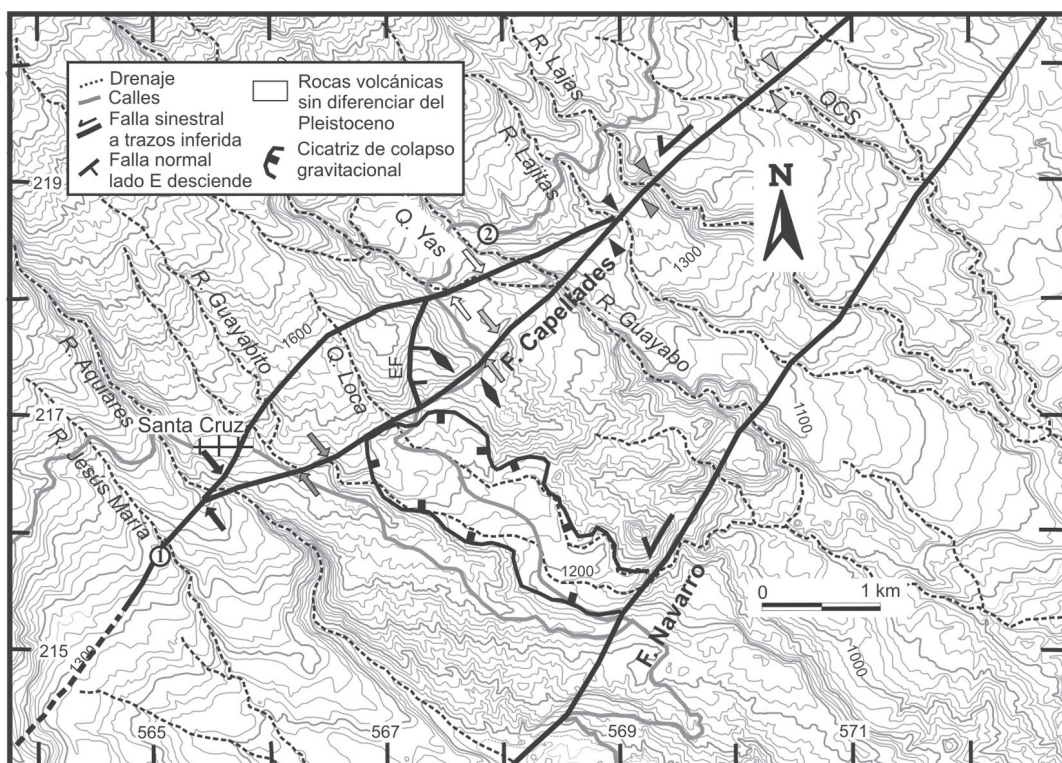 Drenaje
Calles
Falla sinestral
a trazos inferida
Falla normal
lado E desciende
Rocas volcánicas
sin diferenciar del
Pleistoceno
Cicatriz de colapso
gravitacional
R. Lajas
R. Lajitas
QCS
N
219
Q. Yas
2
1300
R. Guayabito
1600
F. Capellades
R. Guayabo
R. Aquiares
Q. Loca
EE
217
Santa Cruz
1100
R. Jesús María
1
1200
0 1 km
F. Navarro
215
1300
1000
565
567
569
571